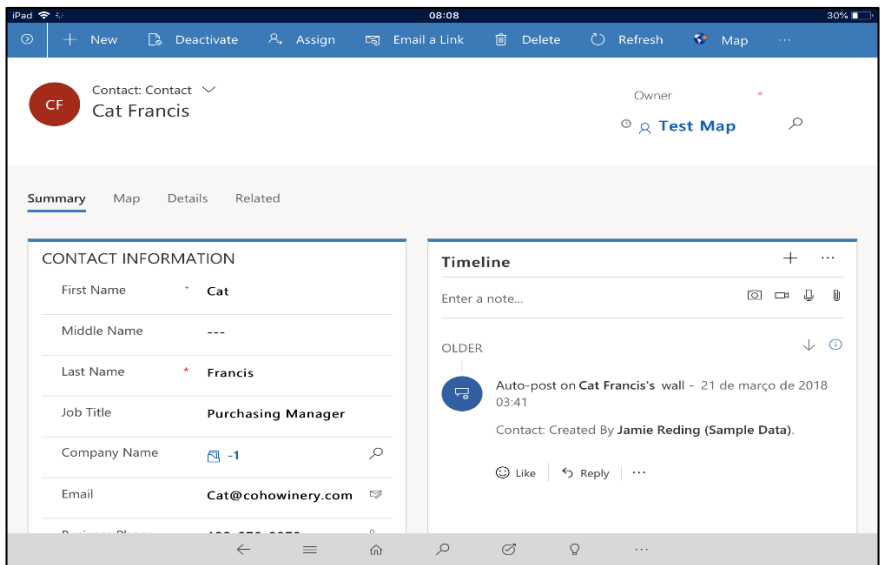 iPad 08:08 30%
New Deactivate Assign Email a Link Delete Refresh Map ...
CF
Contact: Contact
Cat Francis
Owner *
Test Map
Summary Map Details Related
CONTACT INFORMATION
First Name Cat
Middle Name ---
Last Name * Francis
Job Title Purchasing Manager
Company Name -1
Email Cat@cohowinery.com
Timeline
Enter a note...
OLDER
Auto-post on Cat Francis's wall - 21 de março de 2018
03:41
Contact: Created By Jamie Reding (Sample Data).
Like Reply ...